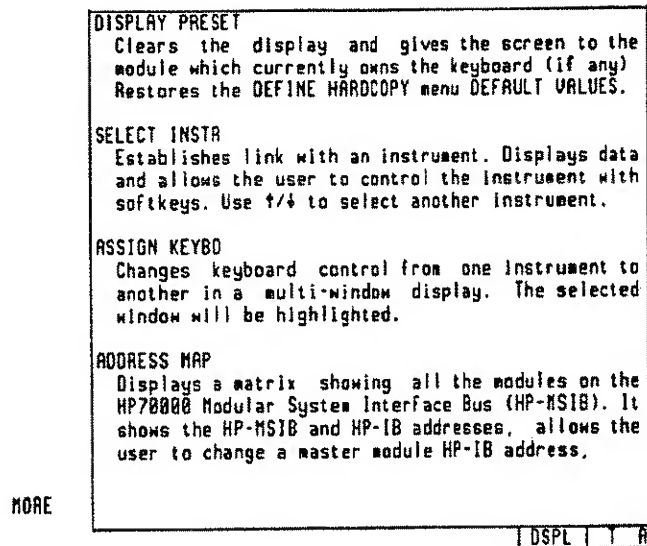 DISPLAY PRESET
Clears the display and gives the screen to the
module which currently owns the keyboard (if any)
Restores the DEFINE HARDCOPY menu DEFAULT VALUES.
SELECT INSTR
Establishes link with an instrument. Displays data
and allows the user to control the instrument with
softkeys. Use ↑/↓ to select another instrument.
ASSIGN KEYBD
Changes keyboard control from one instrument to
another in a multi-window display. The selected
window will be highlighted.
ADDRESS MAP
Displays a matrix showing all the modules on the
HP70000 Modular System Interface Bus (HP-MSIB). It
shows the HP-MSIB and HP-IB addresses, allows the
user to change a master module HP-IB address.
MORE
DSPL